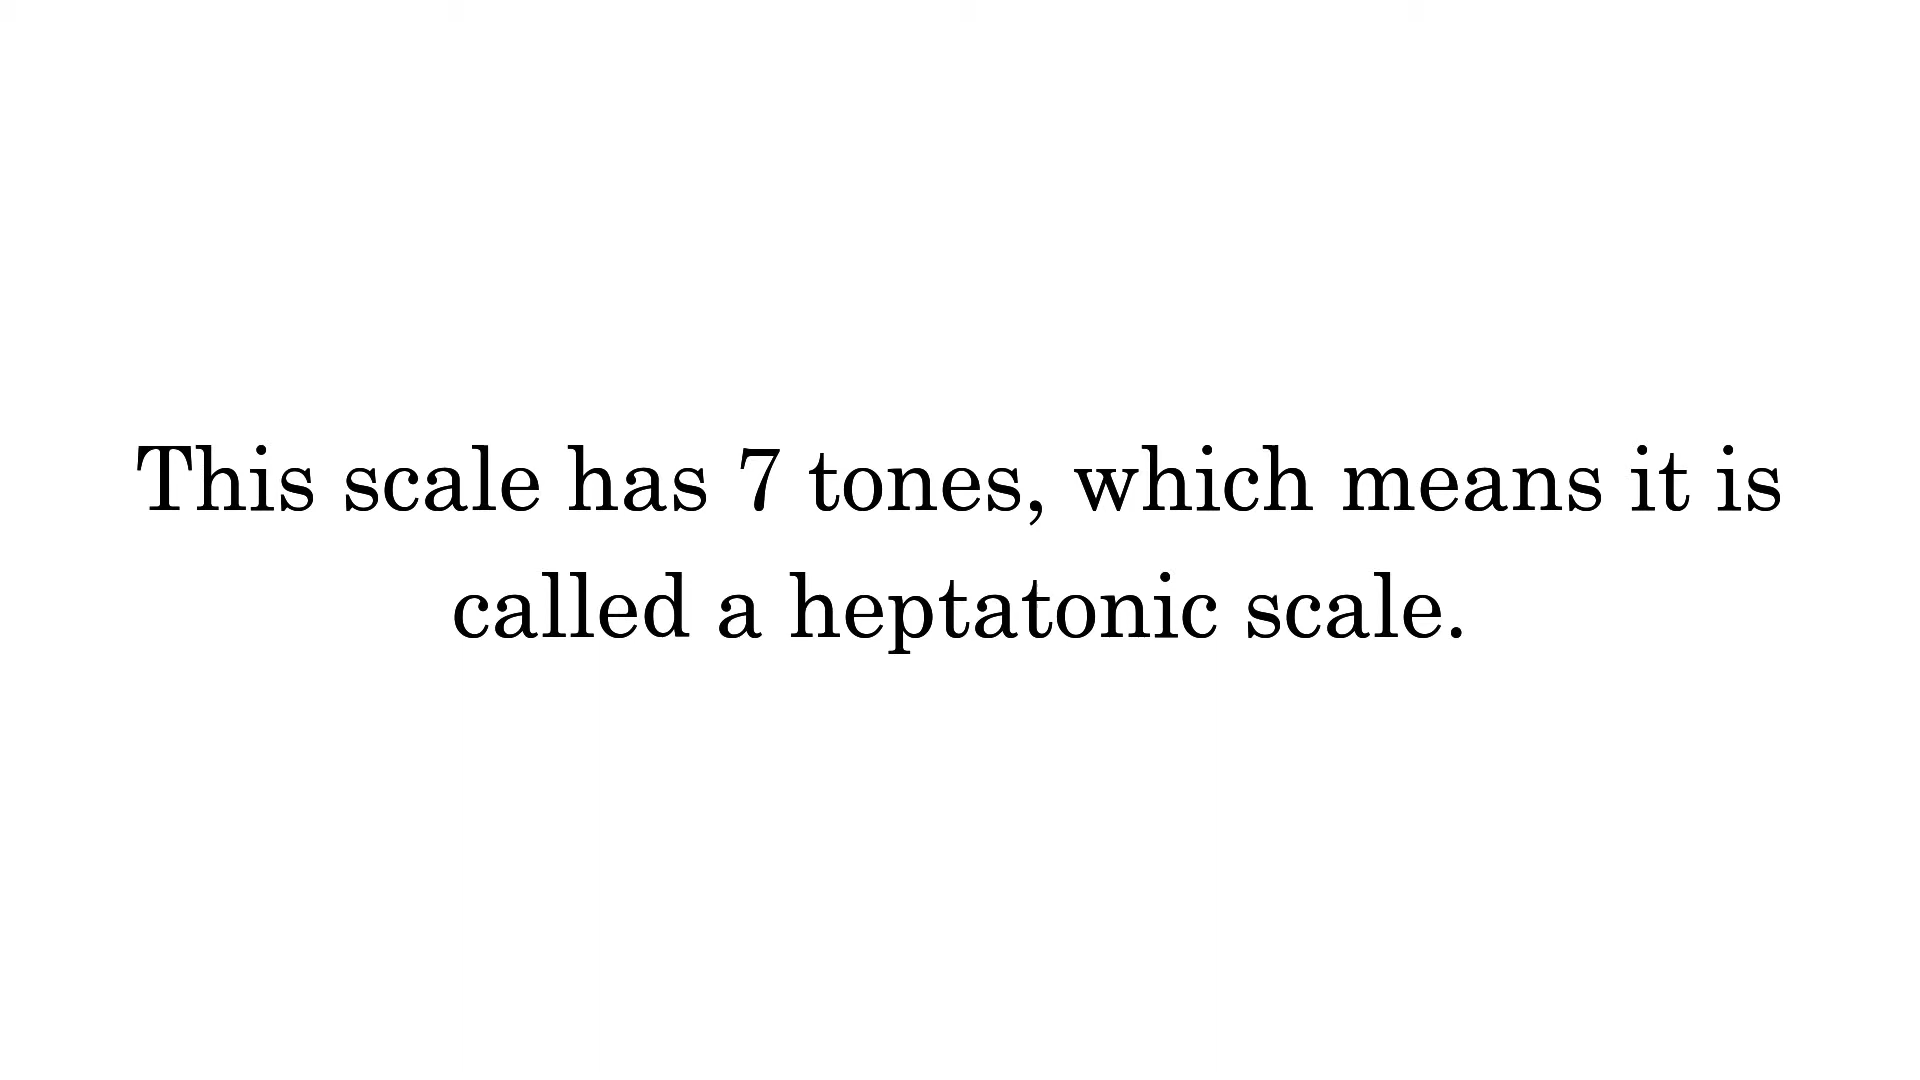 This scale has 7 tones, which means it is
called a heptatonic scale.